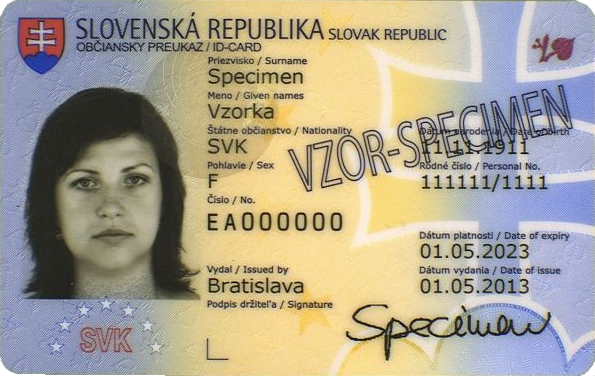 SLOVENSKÁ REPUBLIKA SLOVAK REPUBLIC
OBČIANSKY PREUKAZ / ID-CARD
Priezvisko / Surname
Specimen
Meno / Given names
Vzorka
Štátne občianstvo / Nationality
SVK
Dátum narodenia / Date of birth
11.11.1911
Pohlavie / Sex
F
Rodné číslo / Personal No.
111111/1111
VZOR-SPECIMEN
Číslo / No.
EA000000
Dátum platnosti / Date of expiry
01.05.2023
Vydal / Issued by
Bratislava
Dátum vydania / Date of issue
01.05.2013
Podpis držiteľa / Signature
Specimen
SVK